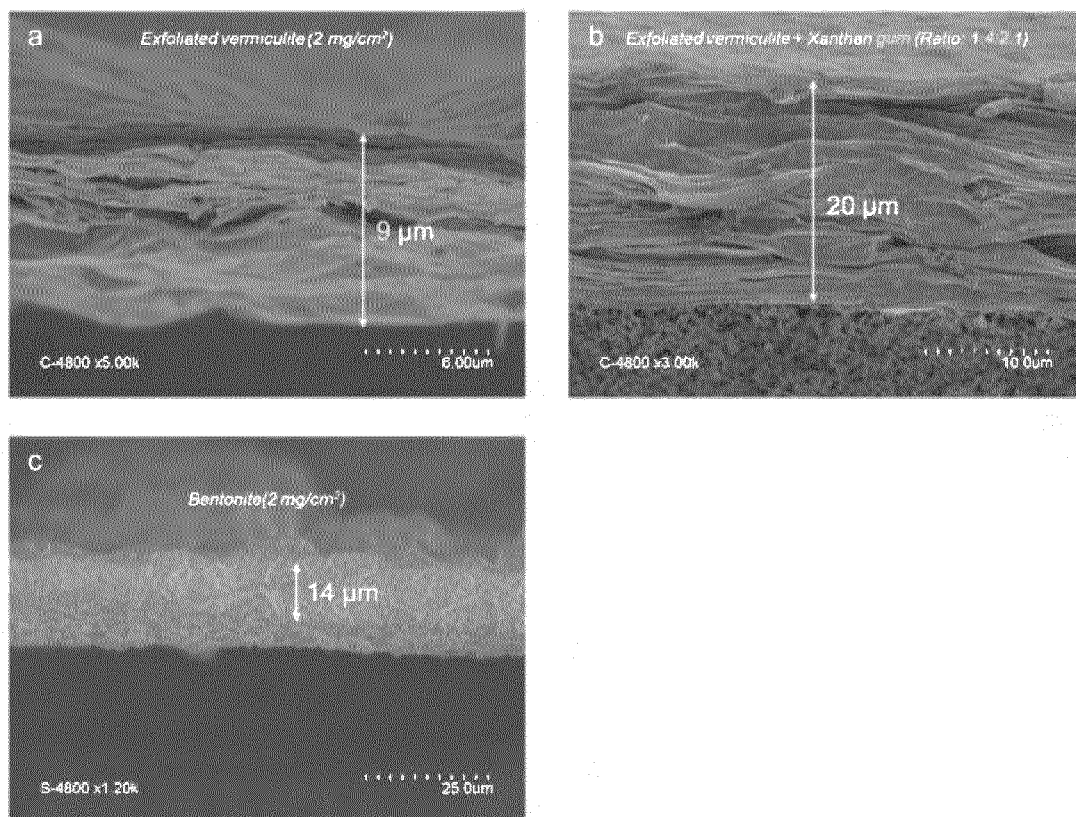 a
Exfoliated vermiculite (2 mg/cm²)
9 µm
C-4800 x5.00k
6.00um
b
Exfoliated vermiculite + Xanthan gum (Ratio: 1.4:2.1)
20 µm
C-4800 x3.00k
10.0um
c
Bentonite(2 mg/cm²)
14 µm
S-4800 x1.20k
25.0um